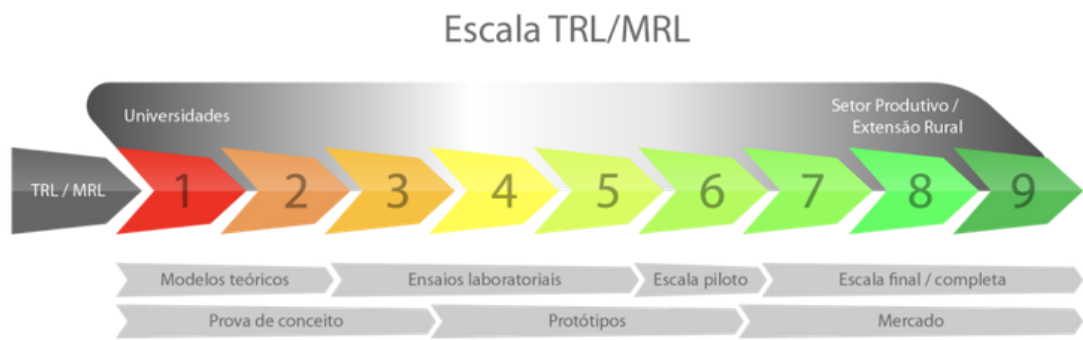 Escala TRL/MRL
Universidades
Setor Produtivo /
Extensão Rural
TRL / MRL
1 2 3 4 5 6 7 8 9
Modelos teóricos Ensaios laboratoriais Escala piloto Escala final / completa
Prova de conceito Protótipos Mercado